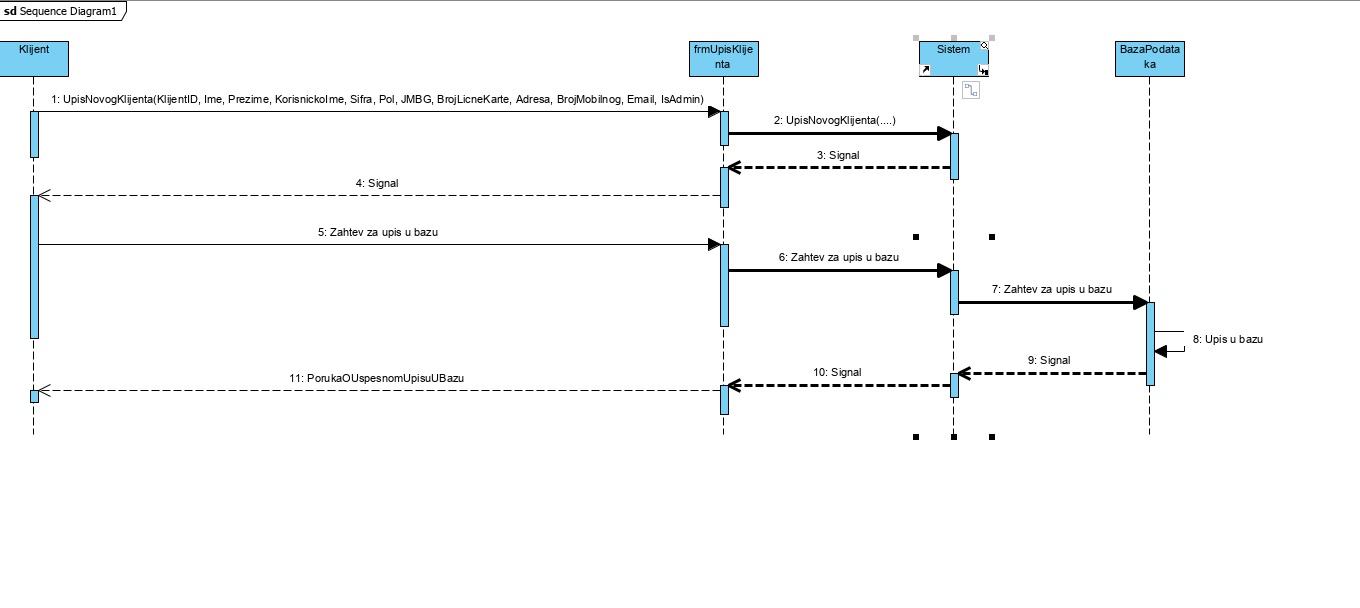 sd Sequence Diagram1
Klijent
frmUpisKlije
nta
Sistem
BazaPodata
ka
1: UpisNovogKlijenta(KlijentID, Ime, Prezime, KorisnickoIme, Sifra, Pol, JMBG, BrojLicneKarte, Adresa, BrojMobilnog, Email, IsAdmin)
2: UpisNovogKlijenta(....)
3: Signal
4: Signal
5: Zahtev za upis u bazu
6: Zahtev za upis u bazu
7: Zahtev za upis u bazu
8: Upis u bazu
9: Signal
10: Signal
11: PorukaOUspesnomUpisuUBazu